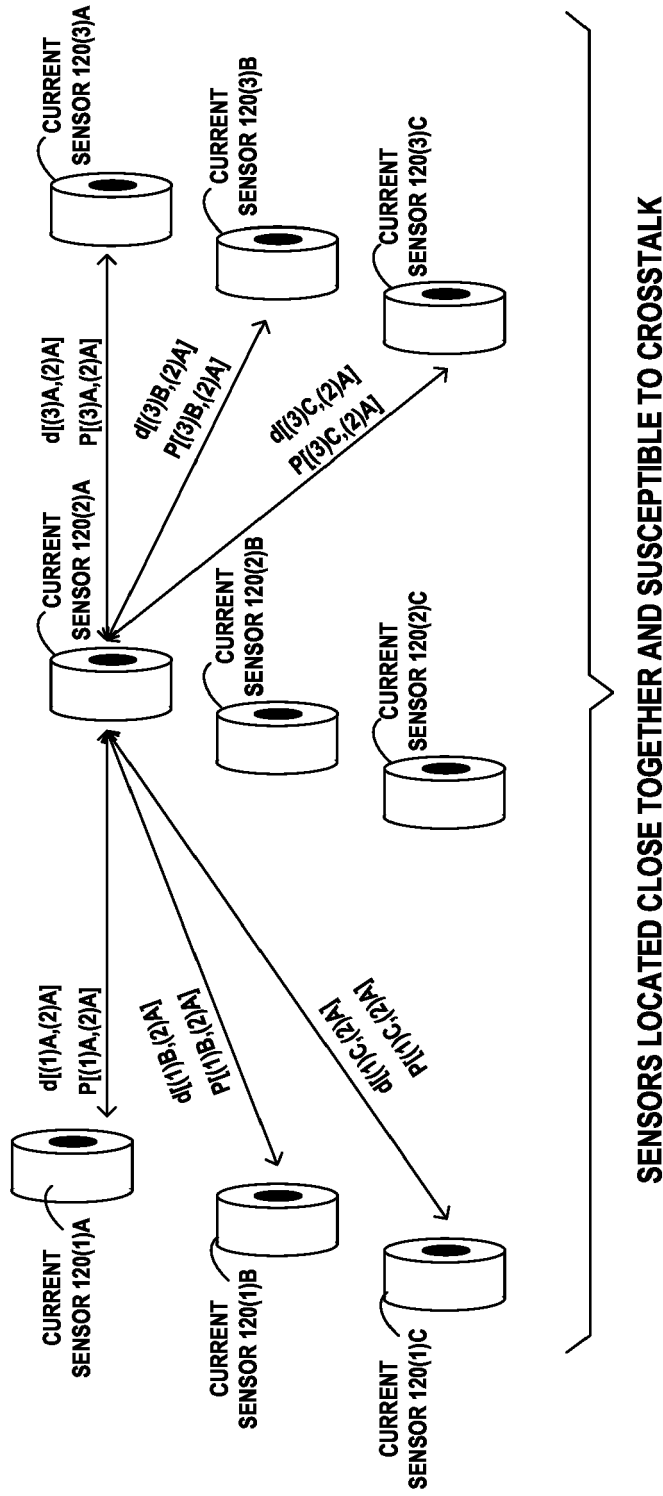 CURRENT
SENSOR 120(1)A
d[(1)A,(2)A]
P[(1)A,(2)A]
CURRENT
SENSOR 120(2)A
d[(3)A,(2)A]
P[(3)A,(2)A]
CURRENT
SENSOR 120(3)A
CURRENT
SENSOR 120(1)B
d[(1)B,(2)A]
P[(1)B,(2)A]
CURRENT
SENSOR 120(2)B
d[(3)B,(2)A]
P[(3)B,(2)A]
CURRENT
SENSOR 120(3)B
CURRENT
SENSOR 120(1)C
d[(1)C,(2)A]
P[(1)C,(2)A]
CURRENT
SENSOR 120(2)C
d[(3)C,(2)A]
P[(3)C,(2)A]
CURRENT
SENSOR 120(3)C
SENSORS LOCATED CLOSE TOGETHER AND SUSCEPTIBLE TO CROSSTALK